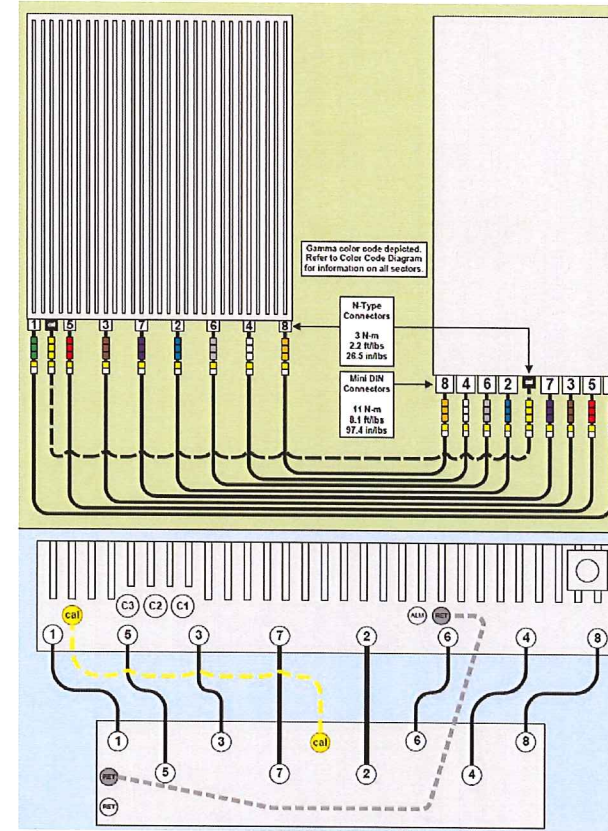 Gamma color code depicted.
Refer to Color Code Diagram
for information on all sectors.
N-Type
Connectors
3 N-m
2.2 ft/lbs
26.5 in/lbs
1 5 3 7 2 6 4 8
Mini DIN
Connectors
11 N-m
8.1 ft/lbs
97.4 in/lbs
8 4 6 2 7 3 5
C3 C2 C1
cal
ALM RET
1 5 3 7 2 6 4 8
1 3 cal 6 8
RET 5 7 2 4
RET